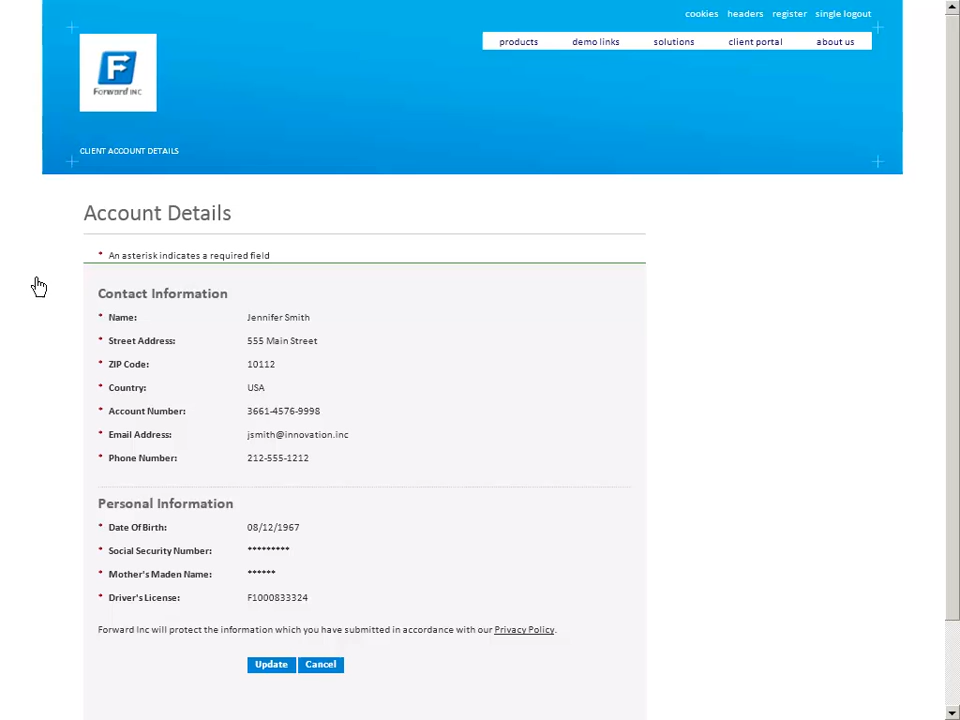 cookies headers register single logout
products demo links solutions client portal about us
F
Forward INC
CLIENT ACCOUNT DETAILS
Account Details
* An asterisk indicates a required field
Contact Information
* Name: Jennifer Smith
* Street Address: 555 Main Street
* ZIP Code: 10112
* Country: USA
* Account Number: 3661-4576-9998
* Email Address: jsmith@innovation.inc
* Phone Number: 212-555-1212
Personal Information
* Date Of Birth: 08/12/1967
* Social Security Number: *********
* Mother's Maden Name: ******
* Driver's License: F1000833324
Forward Inc will protect the information which you have submitted in accordance with our Privacy Policy.
Update Cancel